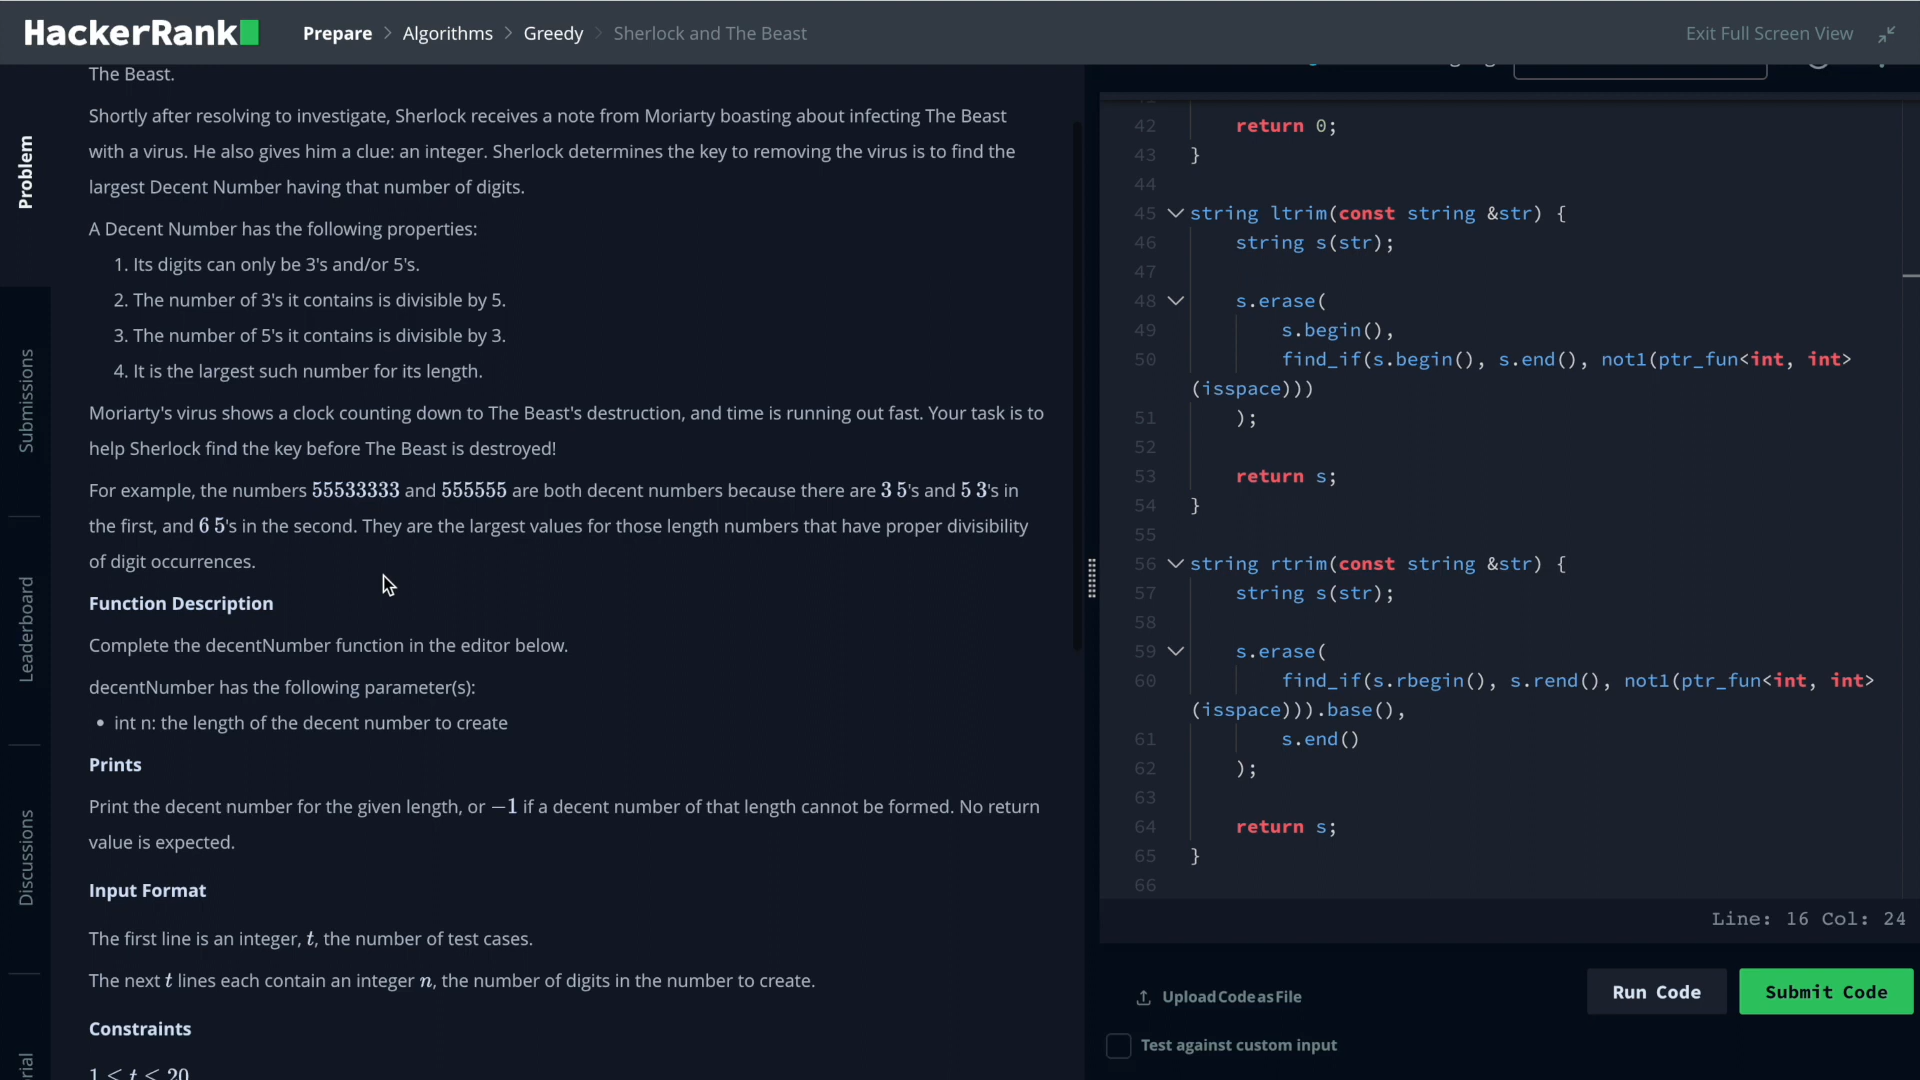 HackerRank
Prepare > Algorithms > Greedy > Sherlock and The Beast
Exit Full Screen View
Problem
Submissions
Leaderboard
Discussions
rial
The Beast.
Shortly after resolving to investigate, Sherlock receives a note from Moriarty boasting about infecting The Beast
with a virus. He also gives him a clue: an integer. Sherlock determines the key to removing the virus is to find the
largest Decent Number having that number of digits.
A Decent Number has the following properties:
1. Its digits can only be 3's and/or 5's.
2. The number of 3's it contains is divisible by 5.
3. The number of 5's it contains is divisible by 3.
4. It is the largest such number for its length.
Moriarty's virus shows a clock counting down to The Beast's destruction, and time is running out fast. Your task is to
help Sherlock find the key before The Beast is destroyed!
For example, the numbers 55533333 and 555555 are both decent numbers because there are 3 5's and 5 3's in
the first, and 6 5's in the second. They are the largest values for those length numbers that have proper divisibility
of digit occurrences.
Function Description
Complete the decentNumber function in the editor below.
decentNumber has the following parameter(s):
• int n: the length of the decent number to create
Prints
Print the decent number for the given length, or −1 if a decent number of that length cannot be formed. No return
value is expected.
Input Format
The first line is an integer, t, the number of test cases.
The next t lines each contain an integer n, the number of digits in the number to create.
Constraints
1 ≤ t ≤ 20
42 return 0;
43 }
44
45 string ltrim(const string &str) {
46 string s(str);
47
48 s.erase(
49 s.begin(),
50 find_if(s.begin(), s.end(), not1(ptr_fun<int, int>
(isspace)))
51 );
52
53 return s;
54 }
55
56 string rtrim(const string &str) {
57 string s(str);
58
59 s.erase(
60 find_if(s.rbegin(), s.rend(), not1(ptr_fun<int, int>
(isspace))).base(),
61 s.end()
62 );
63
64 return s;
65 }
66
Line: 16 Col: 24
Upload Code as File
Run Code
Submit Code
Test against custom input